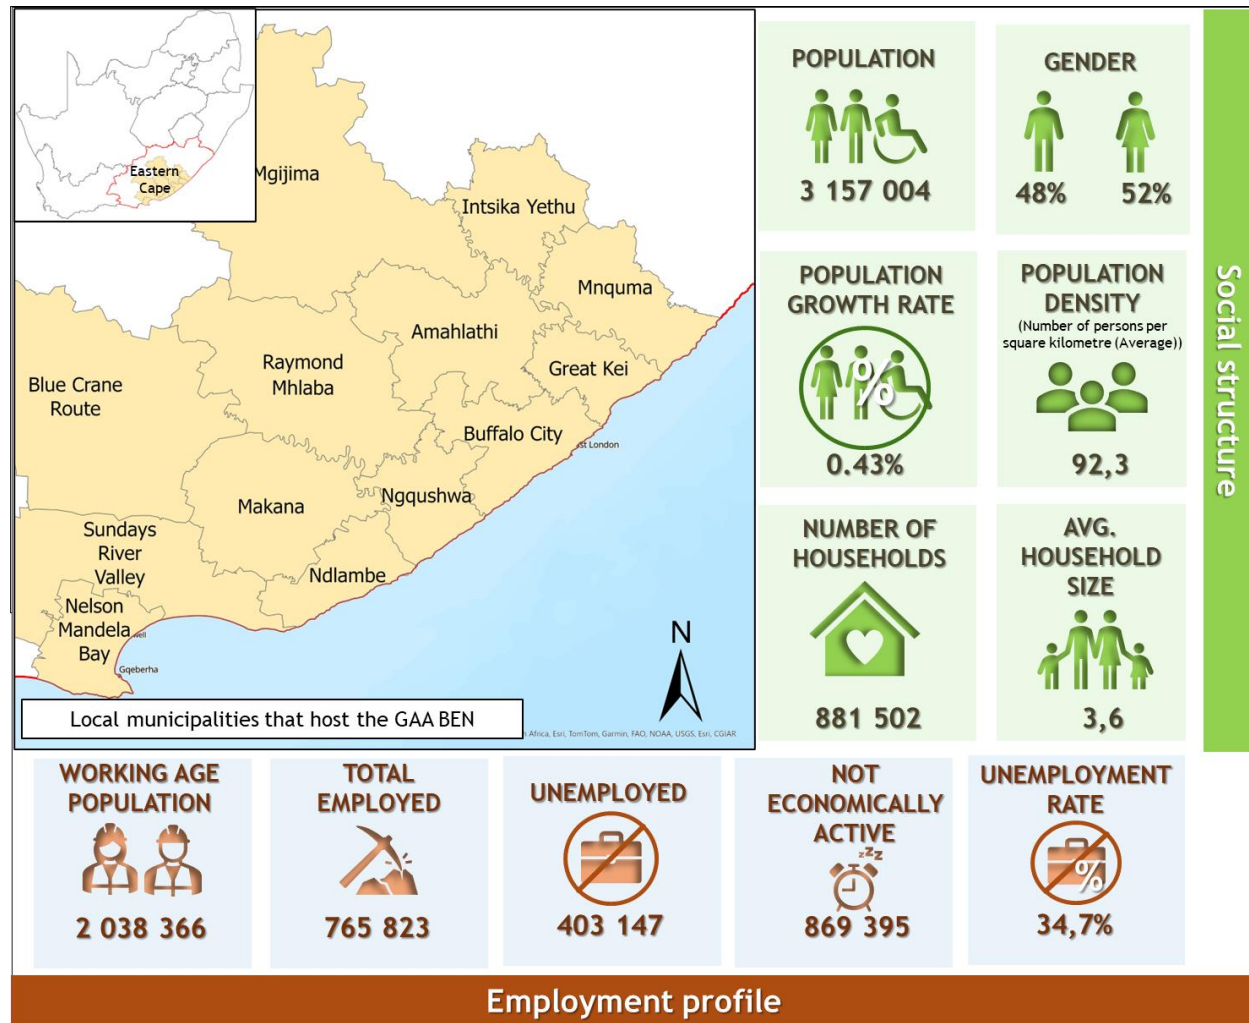 Eastern
Cape
Mgijima
Intsika Yethu
Mnquma
Amahlathi
Great Kei
Raymond
Mhlaba
Blue Crane
Route
Buffalo City
st London
Ngqushwa
Makana
Sundays
River
Valley
Ndlambe
Nelson
Mandela
Bay
well
Gqeberha
N
Local municipalities that host the GAA BEN
Africa, Esri, TomTom, Garmin, FAO, NOAA, USGS, Esri, CGIAR
POPULATION
3 157 004
GENDER
48% 52%
POPULATION
GROWTH RATE
%
0.43%
POPULATION
DENSITY
(Number of persons per
square kilometre (Average))
92,3
NUMBER OF
HOUSEHOLDS
881 502
AVG.
HOUSEHOLD
SIZE
3,6
Social structure
WORKING AGE
POPULATION
2 038 366
TOTAL
EMPLOYED
765 823
UNEMPLOYED
403 147
NOT
ECONOMICALLY
ACTIVE
zzZZ
869 395
UNEMPLOYMENT
RATE
%
34,7%
Employment profile